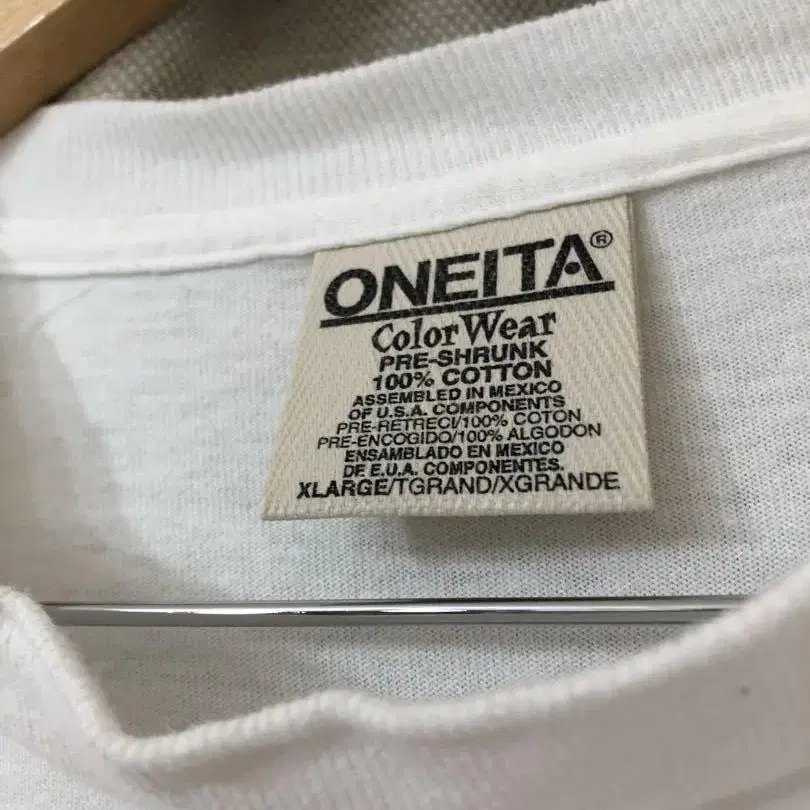 ONEITA®
Color Wear
PRE-SHRUNK
100% COTTON
ASSEMBLED IN MEXICO
OF U.S.A. COMPONENTS
PRE-RETRECI/100% COTON
PRE-ENCOGIDO/100% ALGODON
ENSAMBLADO EN MEXICO
DE E.U.A. COMPONENTES.
XLARGE/TGRAND/XGRANDE